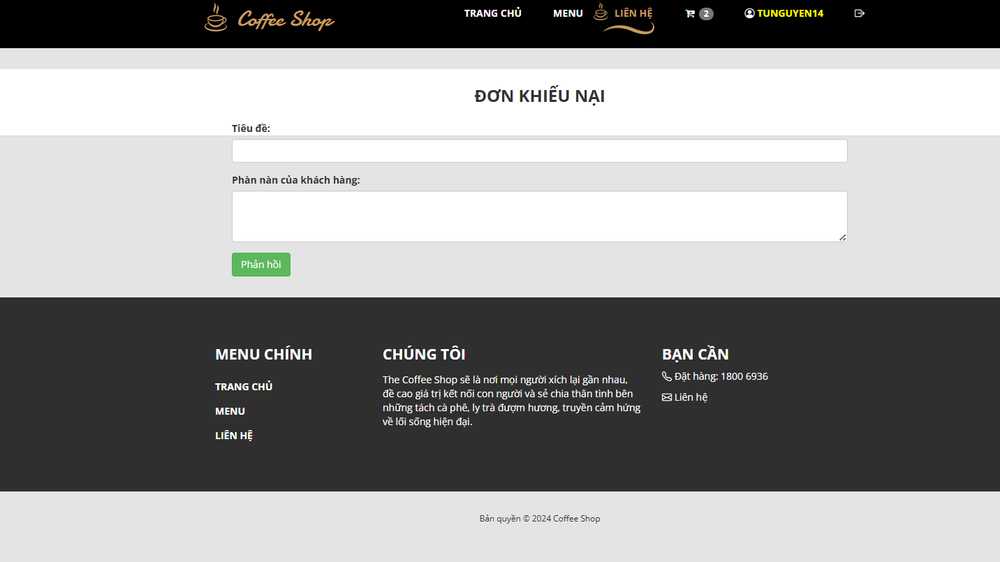 Coffee Shop
TRANG CHỦ MENU LIÊN HỆ 2 TUNGUYEN14
ĐƠN KHIẾU NẠI
Tiêu đề:
Phàn nàn của khách hàng:
Phản hồi
MENU CHÍNH
TRANG CHỦ
MENU
LIÊN HỆ
CHÚNG TÔI
The Coffee Shop sẽ là nơi mọi người xích lại gần nhau,
đề cao giá trị kết nối con người và sẻ chia thân tình bên
những tách cà phê, ly trà đượm hương, truyền cảm hứng
về lối sống hiện đại.
BẠN CẦN
Đặt hàng: 1800 6936
Liên hệ
Bản quyền © 2024 Coffee Shop